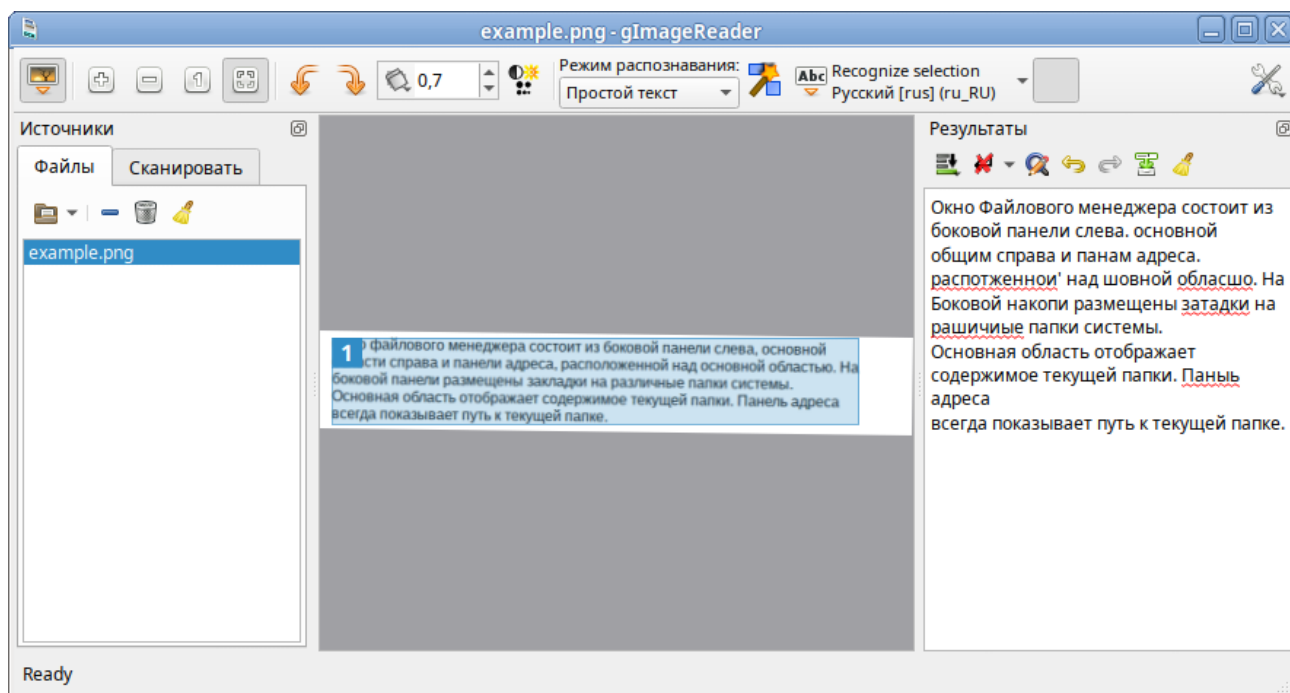 example.png - gImageReader
0,7
Режим распознавания:
Простой текст
Abc
Recognize selection
Русский [rus] (ru_RU)
Источники
Файлы
Сканировать
example.png
1
файлового менеджера состоит из боковой панели слева, основной
сти справа и панели адреса, расположенной над основной областью. На
боковой панели размещены закладки на различные папки системы.
Основная область отображает содержимое текущей папки. Панель адреса
всегда показывает путь к текущей папке.
Результаты
Окно Файлового менеджера состоит из
боковой панели слева. основной
общим справа и панам адреса.
распотженнои' над шовной обласшо. На
Боковой накопи размещены затадки на
рашичиые папки системы.
Основная область отображает
содержимое текущей папки. Паныь
адреса
всегда показывает путь к текущей папке.
Ready